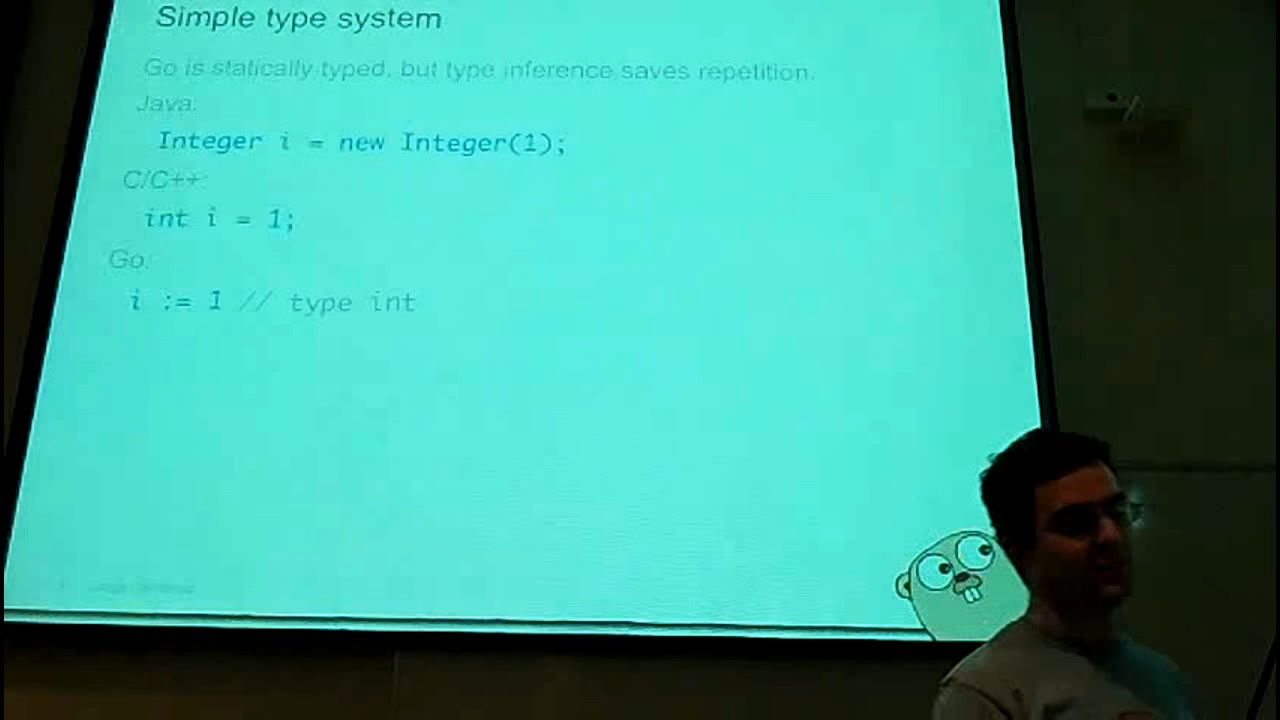 Simple type system
Go is statically typed, but type inference saves repetition.
Java:
Integer i = new Integer(1);
C/C++:
int i = 1;
Go:
i := 1 // type int